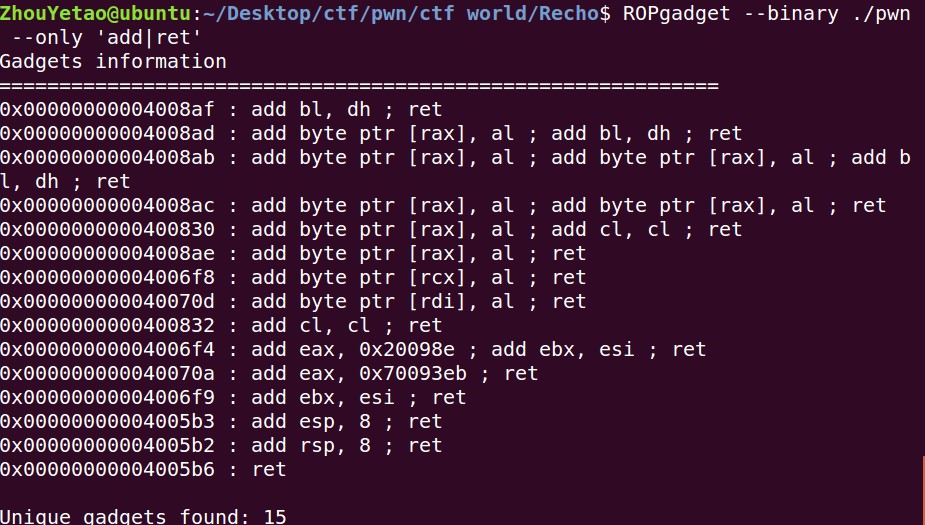 ZhouYetao@ubuntu:~/Desktop/ctf/pwn/ctf world/Recho$ ROPgadget --binary ./pwn
 --only 'add|ret'
Gadgets information
============================================================
0x00000000004008af : add bl, dh ; ret
0x00000000004008ad : add byte ptr [rax], al ; add bl, dh ; ret
0x00000000004008ab : add byte ptr [rax], al ; add byte ptr [rax], al ; add b
l, dh ; ret
0x00000000004008ac : add byte ptr [rax], al ; add byte ptr [rax], al ; ret
0x0000000000400830 : add byte ptr [rax], al ; add cl, cl ; ret
0x00000000004008ae : add byte ptr [rax], al ; ret
0x00000000004006f8 : add byte ptr [rcx], al ; ret
0x000000000040070d : add byte ptr [rdi], al ; ret
0x0000000000400832 : add cl, cl ; ret
0x00000000004006f4 : add eax, 0x20098e ; add ebx, esi ; ret
0x000000000040070a : add eax, 0x70093eb ; ret
0x00000000004006f9 : add ebx, esi ; ret
0x00000000004005b3 : add esp, 8 ; ret
0x00000000004005b2 : add rsp, 8 ; ret
0x00000000004005b6 : ret
Unique gadgets found: 15